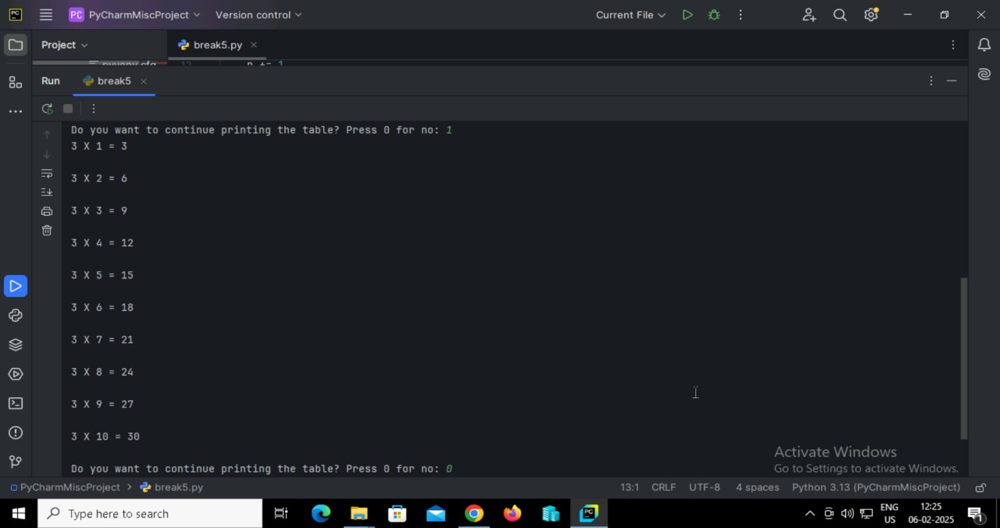 PC PyCharmMiscProject Version control Current File
Project break5.py
12 n += 1
Run break5
Do you want to continue printing the table? Press 0 for no: 1
3 X 1 = 3
3 X 2 = 6
3 X 3 = 9
3 X 4 = 12
3 X 5 = 15
3 X 6 = 18
3 X 7 = 21
3 X 8 = 24
3 X 9 = 27
3 X 10 = 30
Activate Windows
Do you want to continue printing the table? Press 0 for no: 0
Go to Settings to activate Windows.
PyCharmMiscProject > break5.py 13:1 CRLF UTF-8 4 spaces Python 3.13 (PyCharmMiscProject)
Type here to search
ENG
US
12:25
06-02-2025
1